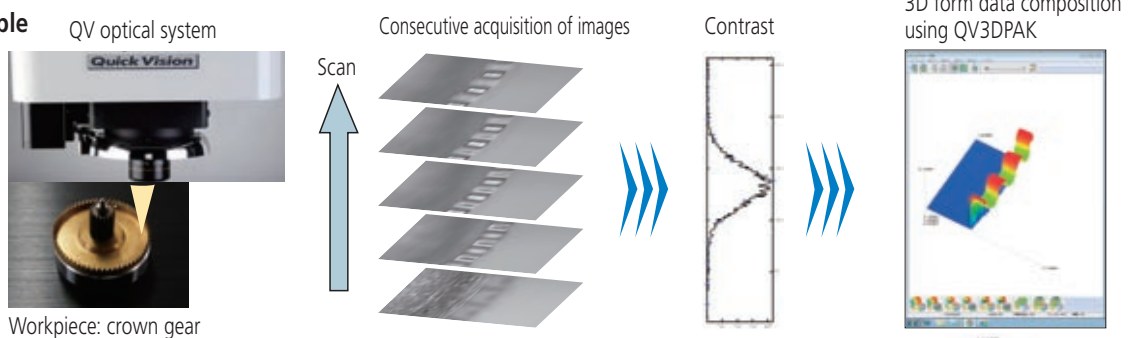 ble
QV optical system
Quick Vision
Workpiece: crown gear
Scan
Consecutive acquisition of images
Contrast
3D form data composition
using QV3DPAK